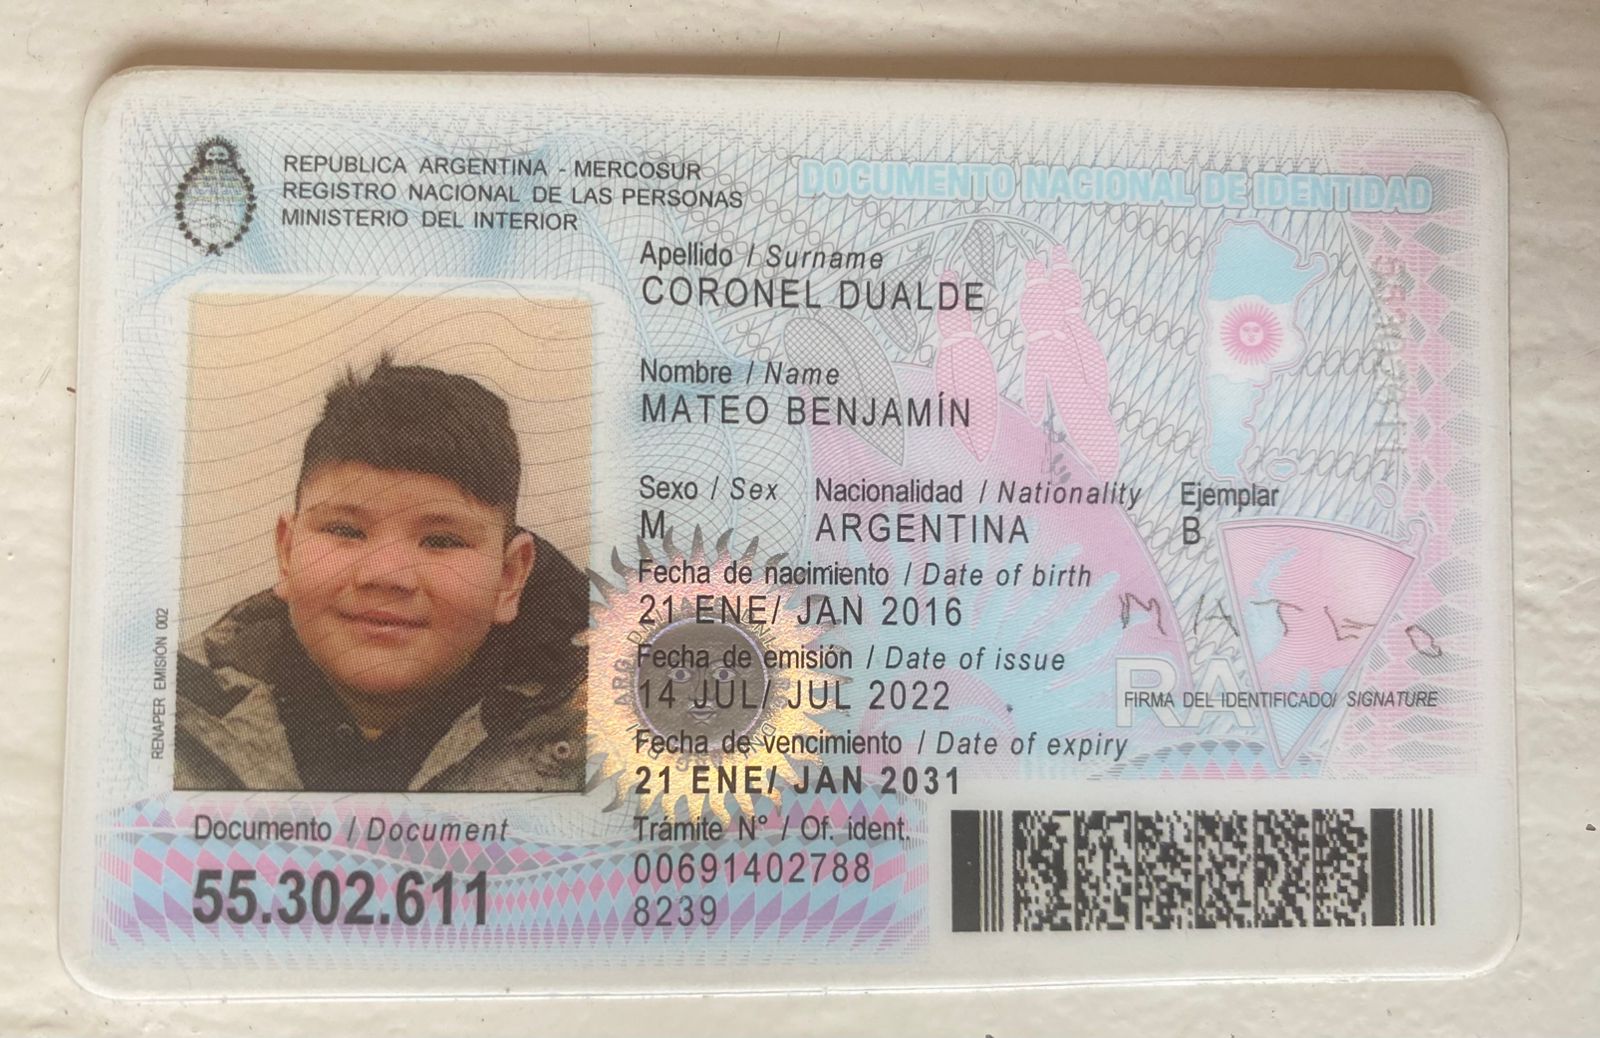 REPUBLICA ARGENTINA - MERCOSUR
REGISTRO NACIONAL DE LAS PERSONAS
MINISTERIO DEL INTERIOR
DOCUMENTO NACIONAL DE IDENTIDAD
Apellido / Surname
CORONEL DUALDE
Nombre / Name
MATEO BENJAMÍN
Sexo / Sex Nacionalidad / Nationality Ejemplar
M ARGENTINA B
Fecha de nacimiento / Date of birth
21 ENE/ JAN 2016
Fecha de emisión / Date of issue
14 JUL/ JUL 2022
MATEO
RA
FIRMA DEL IDENTIFICADO/ SIGNATURE
Fecha de vencimiento / Date of expiry
21 ENE/ JAN 2031
RENAPER EMISIÓN 002
Documento / Document
55.302.611
Trámite N° / Of. ident.
00691402788
8239